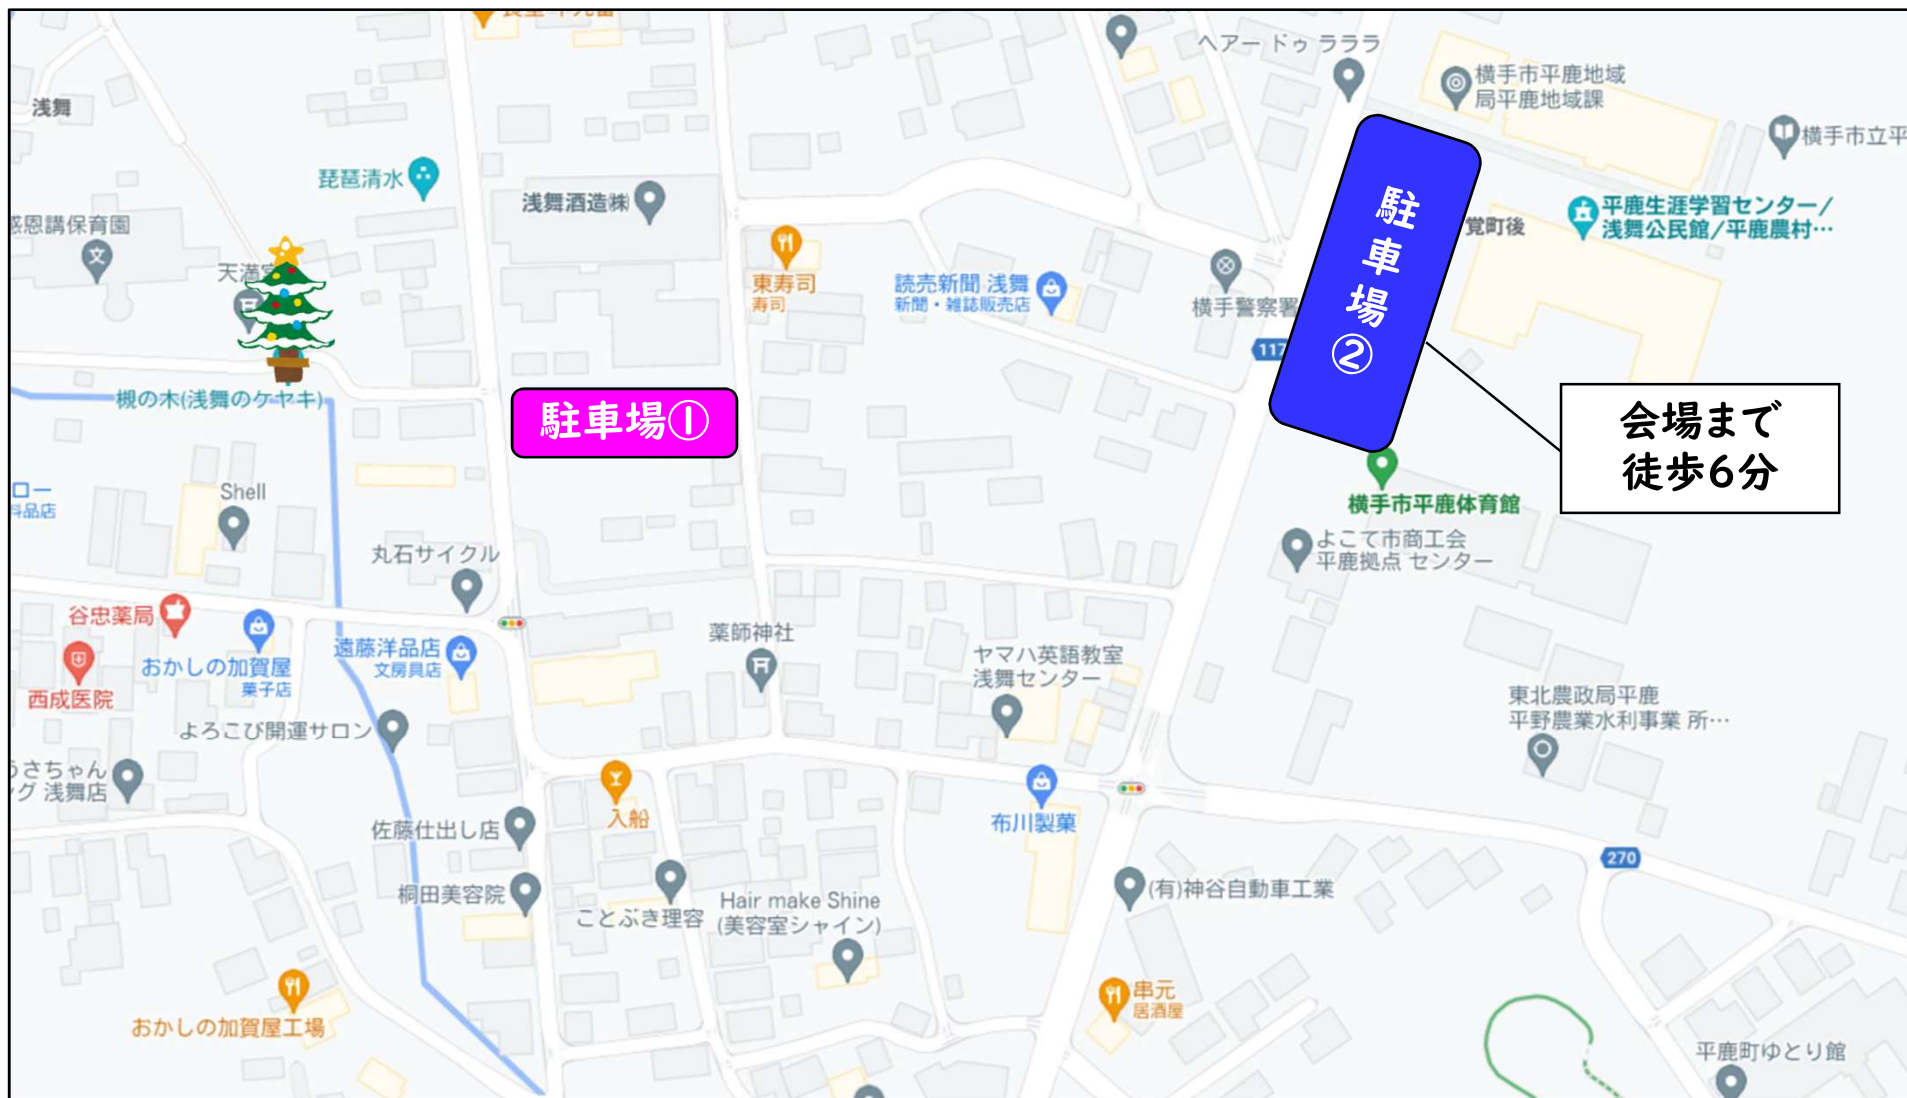 ヘアー ドゥ ラララ
横手市平鹿地域
局平鹿地域課
浅舞
横手市立平
琵琶清水
浅舞酒造㈱
駐車場②
平鹿生涯学習センター/
浅舞公民館/平鹿農村…
覚町後
感恩講保育園
天満宮
東寿司
寿司
読売新聞 浅舞
新聞・雑誌販売店
横手警察署
117
槻の木(浅舞のケヤキ)
駐車場①
会場まで
徒歩6分
ロー
料品店
Shell
横手市平鹿体育館
よこて市商工会
平鹿拠点 センター
丸石サイクル
谷忠薬局
おかしの加賀屋
菓子店
遠藤洋品店
文房具店
薬師神社
ヤマハ英語教室
浅舞センター
西成医院
東北農政局平鹿
平野農業水利事業 所…
よろこび開運サロン
うさちゃん
グ 浅舞店
入船
佐藤仕出し店
布川製菓
270
桐田美容院
ことぶき理容
Hair make Shine
(美容室シャイン)
(有)神谷自動車工業
おかしの加賀屋工場
串元
居酒屋
平鹿町ゆとり館